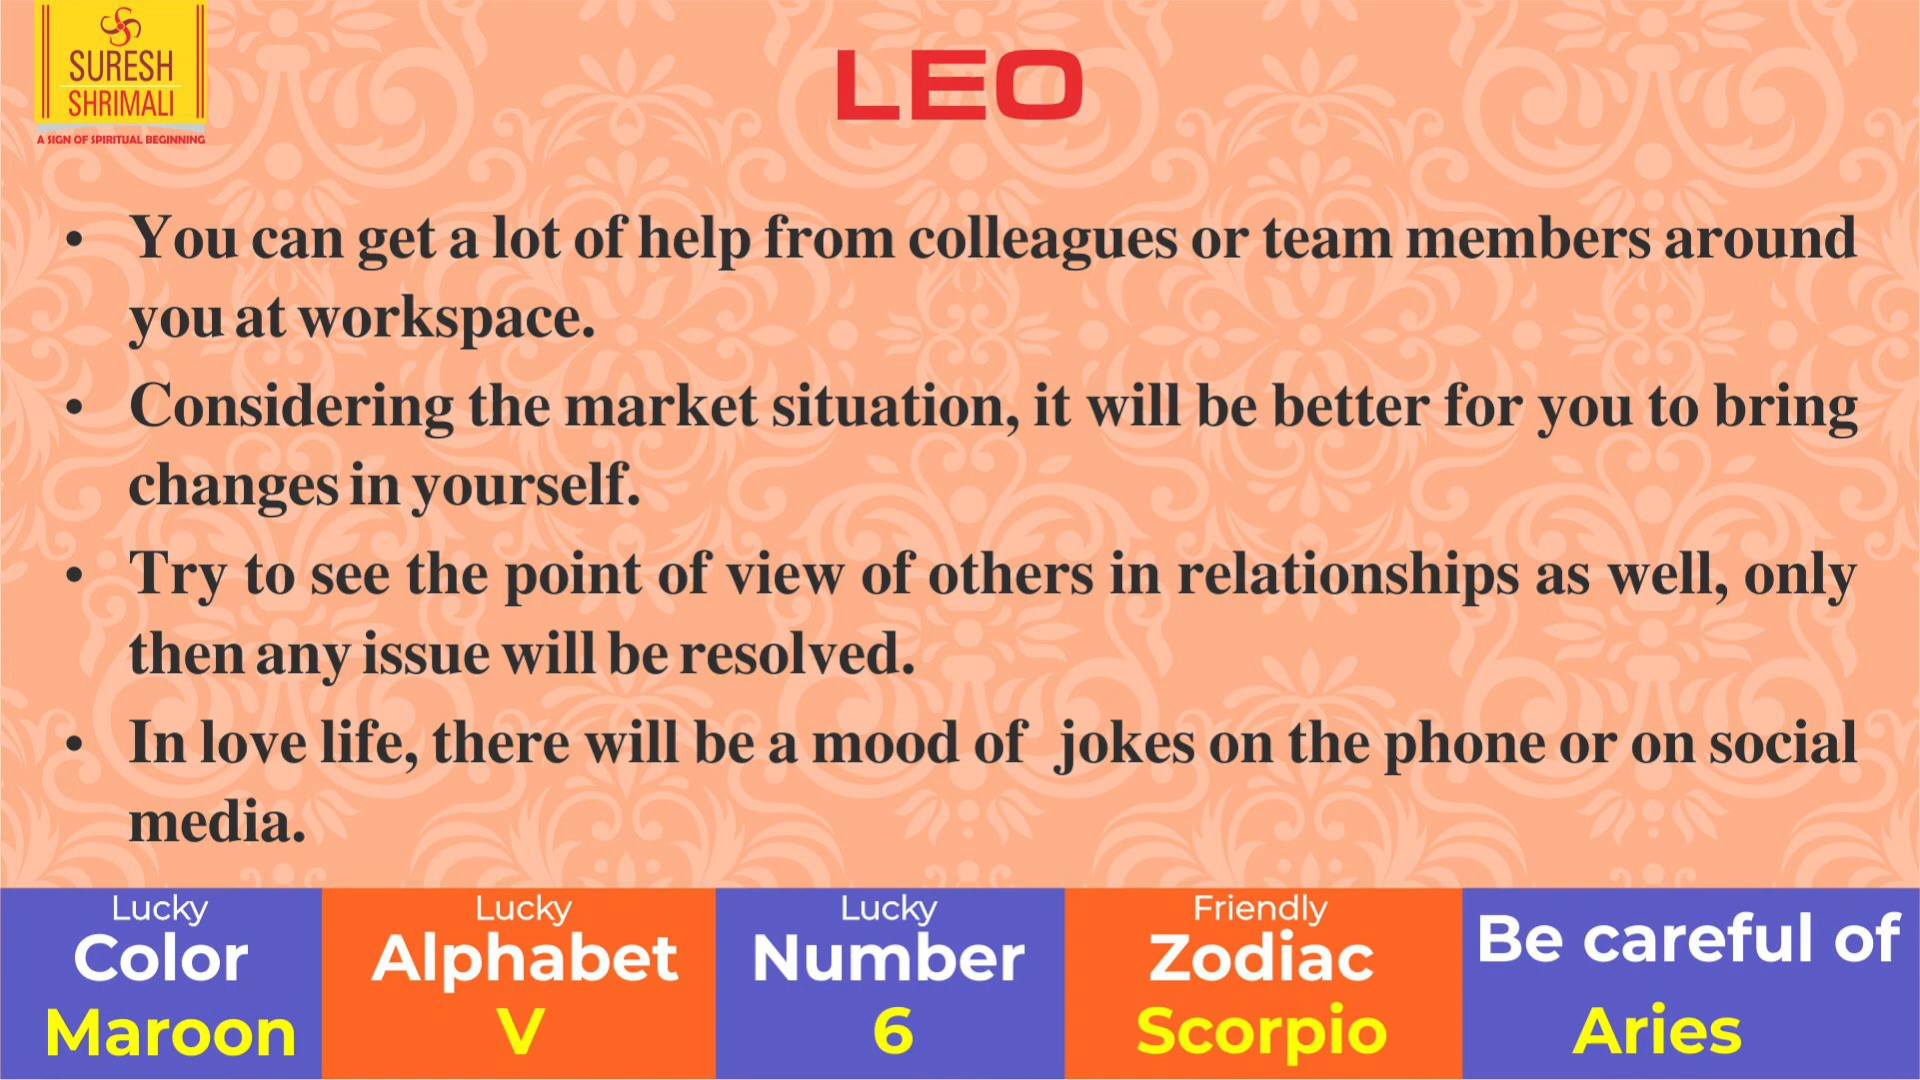 SURESH
SHRIMALI
A SIGN OF SPIRITUAL BEGINNING
LEO
• You can get a lot of help from colleagues or team members around
you at workspace.
• Considering the market situation, it will be better for you to bring
changes in yourself.
• Try to see the point of view of others in relationships as well, only
then any issue will be resolved.
• In love life, there will be a mood of  jokes on the phone or on social
media.
Lucky
Color
Maroon
Lucky
Alphabet
V
Lucky
Number
6
Friendly
Zodiac
Scorpio
Be careful of
Aries